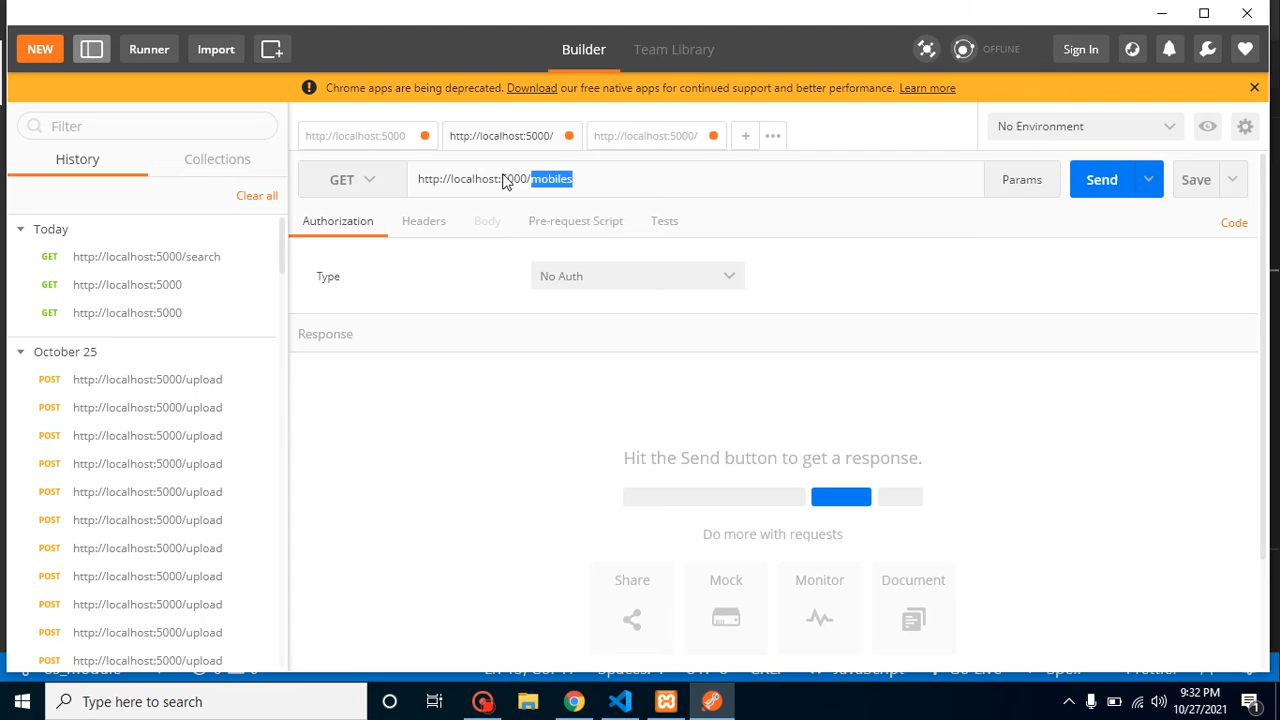 NEW
Runner
Import
Builder
Team Library
OFFLINE
Sign In
Chrome apps are being deprecated. Download our free native apps for continued support and better performance. Learn more
Filter
History
Collections
Clear all
Today
GET http://localhost:5000/search
GET http://localhost:5000
GET http://localhost:5000
October 25
POST http://localhost:5000/upload
POST http://localhost:5000/upload
POST http://localhost:5000/upload
POST http://localhost:5000/upload
POST http://localhost:5000/upload
POST http://localhost:5000/upload
POST http://localhost:5000/upload
POST http://localhost:5000/upload
POST http://localhost:5000/upload
POST http://localhost:5000/upload
POST http://localhost:5000/upload
http://localhost:5000
http://localhost:5000/
http://localhost:5000/
No Environment
GET
http://localhost:5000/mobiles
Params
Send
Save
Authorization
Headers
Body
Pre-request Script
Tests
Code
Type
No Auth
Response
Hit the Send button to get a response.
Do more with requests
Share
Mock
Monitor
Document
Type here to search
9:32 PM
10/27/2021